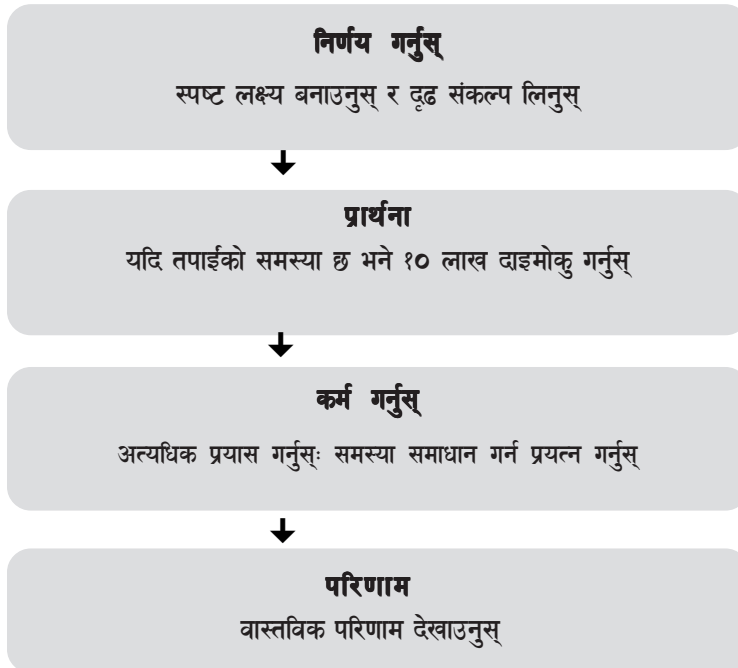 निर्णय गर्नुस्
स्पष्ट लक्ष्य बनाउनुस् र दृढ संकल्प लिनुस्
प्रार्थना
यदि तपाईंको समस्या छ भने १० लाख दाइमोकु गर्नुस्
कर्म गर्नुस्
अत्यधिक प्रयास गर्नुस्ः समस्या समाधान गर्न प्रयत्न गर्नुस्
परिणाम
वास्तविक परिणाम देखाउनुस्